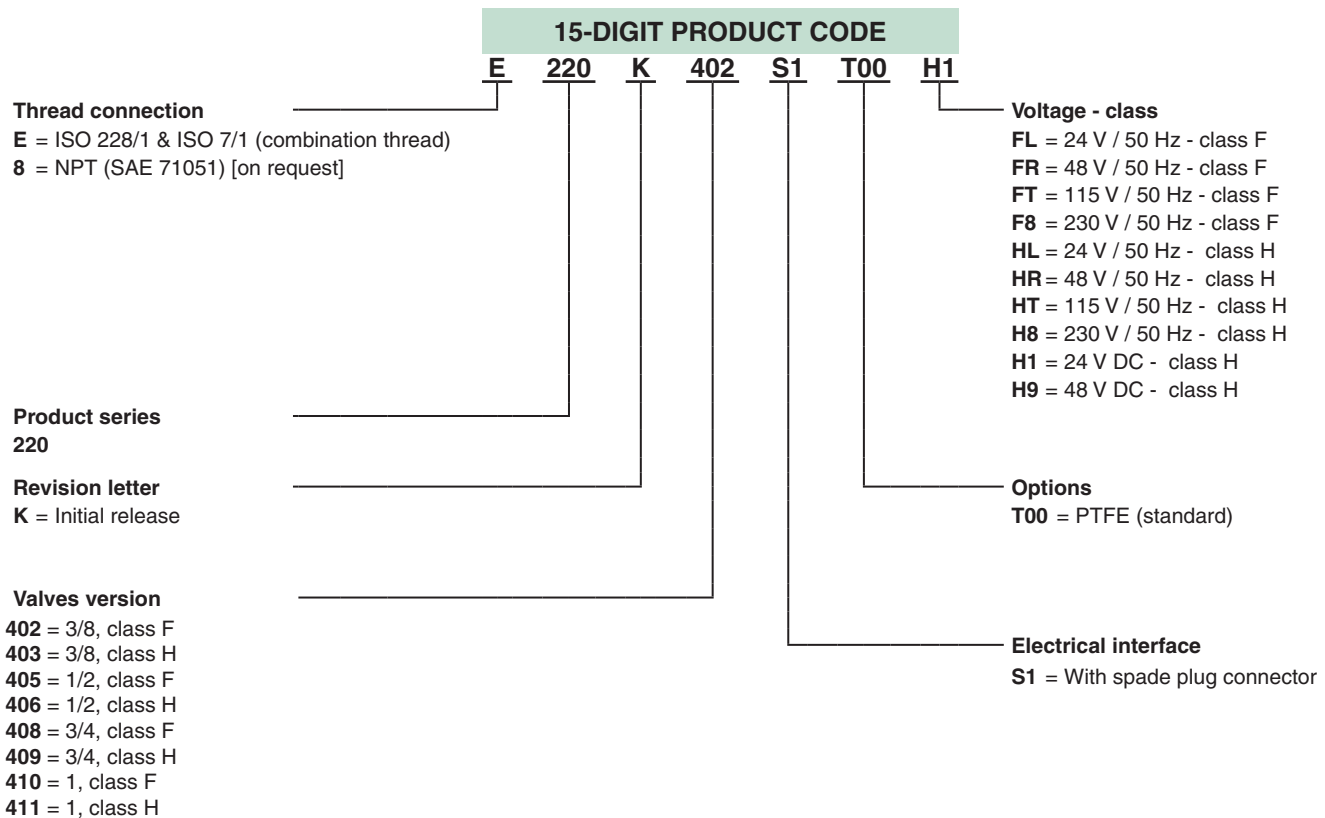 15-DIGIT PRODUCT CODE
E 220 K 402 S1 T00 H1
Thread connection
E = ISO 228/1 & ISO 7/1 (combination thread)
8 = NPT (SAE 71051) [on request]
Product series
220
Revision letter
K = Initial release
Valves version
402 = 3/8, class F
403 = 3/8, class H
405 = 1/2, class F
406 = 1/2, class H
408 = 3/4, class F
409 = 3/4, class H
410 = 1, class F
411 = 1, class H
Voltage - class
FL = 24 V / 50 Hz - class F
FR = 48 V / 50 Hz - class F
FT = 115 V / 50 Hz - class F
F8 = 230 V / 50 Hz - class F
HL = 24 V / 50 Hz - class H
HR = 48 V / 50 Hz - class H
HT = 115 V / 50 Hz - class H
H8 = 230 V / 50 Hz - class H
H1 = 24 V DC - class H
H9 = 48 V DC - class H
Options
T00 = PTFE (standard)
Electrical interface
S1 = With spade plug connector